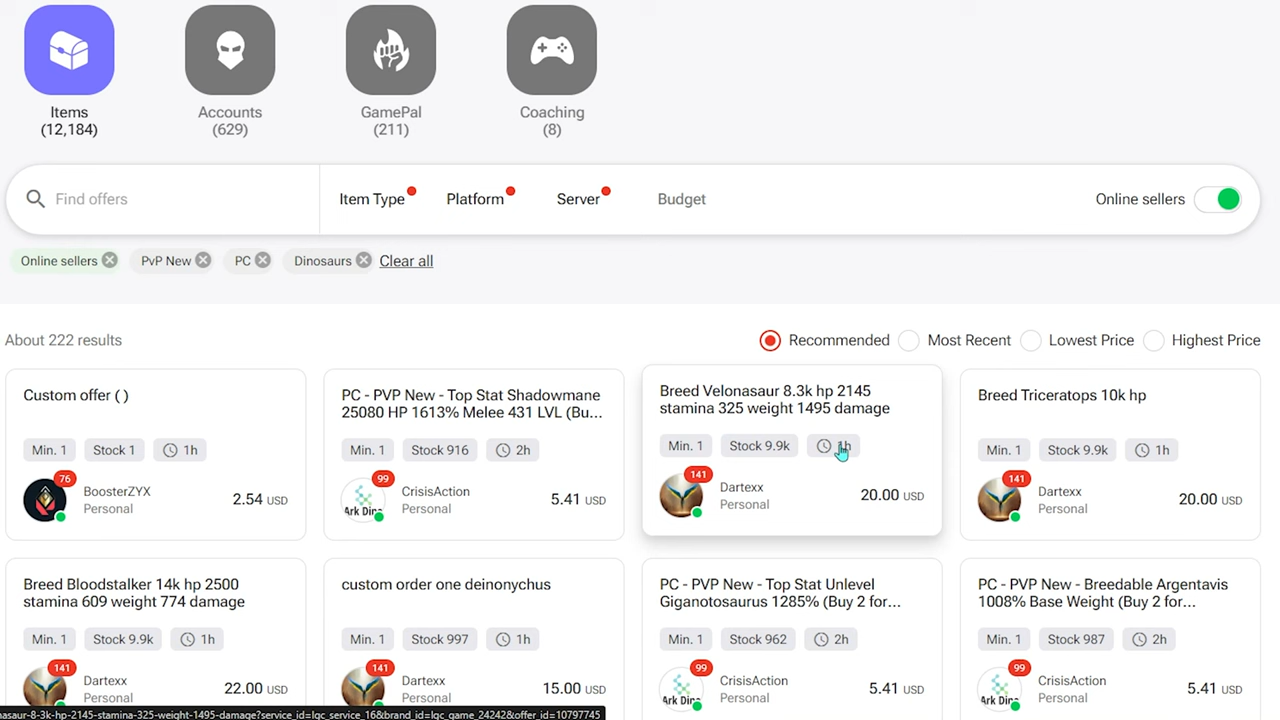 Items
(12,184)
Accounts
(629)
GamePal
(211)
Coaching
(8)
Find offers
Item Type
Platform
Server
Budget
Online sellers
Online sellers
PvP New
PC
Dinosaurs
Clear all
About 222 results
Recommended
Most Recent
Lowest Price
Highest Price
Custom offer ( )
Min. 1
Stock 1
1h
76
BoosterZYX
Personal
2.54 USD
PC - PVP New - Top Stat Shadowmane
25080 HP 1613% Melee 431 LVL (Bu...
Min. 1
Stock 916
2h
99
Ark Dino
CrisisAction
Personal
5.41 USD
Breed Velonasaur 8.3k hp 2145
stamina 325 weight 1495 damage
Min. 1
Stock 9.9k
141
Dartexx
Personal
20.00 USD
Breed Triceratops 10k hp
Min. 1
Stock 9.9k
1h
141
Dartexx
Personal
20.00 USD
Breed Bloodstalker 14k hp 2500
stamina 609 weight 774 damage
Min. 1
Stock 9.9k
1h
141
Dartexx
Personal
22.00 USD
custom order one deinonychus
Min. 1
Stock 997
1h
141
Dartexx
Personal
15.00 USD
PC - PVP New - Top Stat Unlevel
Giganotosaurus 1285% (Buy 2 for...
Min. 1
Stock 962
2h
99
Ark Dino
CrisisAction
Personal
5.41 USD
PC - PVP New - Breedable Argentavis
1008% Base Weight (Buy 2 for...
Min. 1
Stock 987
2h
99
Ark Dino
CrisisAction
Personal
5.41 USD
nasaur-8-3k-hp-2145-stamina-325-weight-1495-damage?service_id=lgc_service_16&brand_id=lgc_game_24242&offer_id=10797745